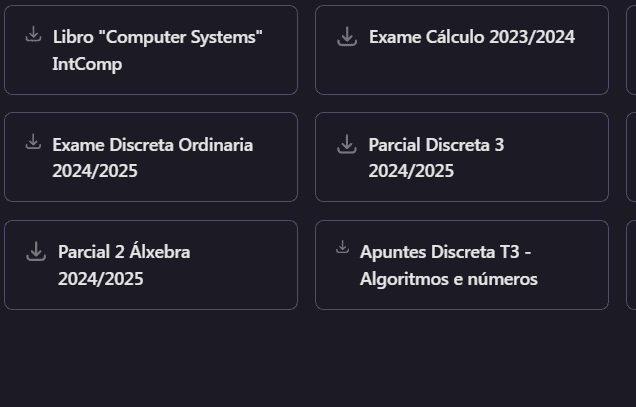 Libro "Computer Systems"
IntComp
Exame Cálculo 2023/2024
Exame Discreta Ordinaria
2024/2025
Parcial Discreta 3
2024/2025
Parcial 2 Álxebra
2024/2025
Apuntes Discreta T3 -
Algoritmos e números